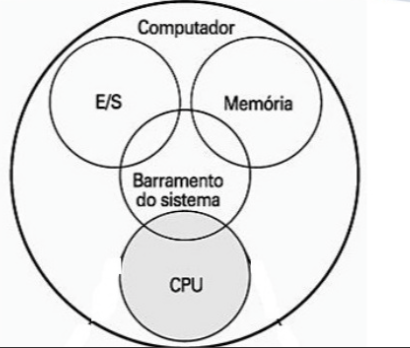 Computador
E/S
Memória
Barramento
do sistema
CPU